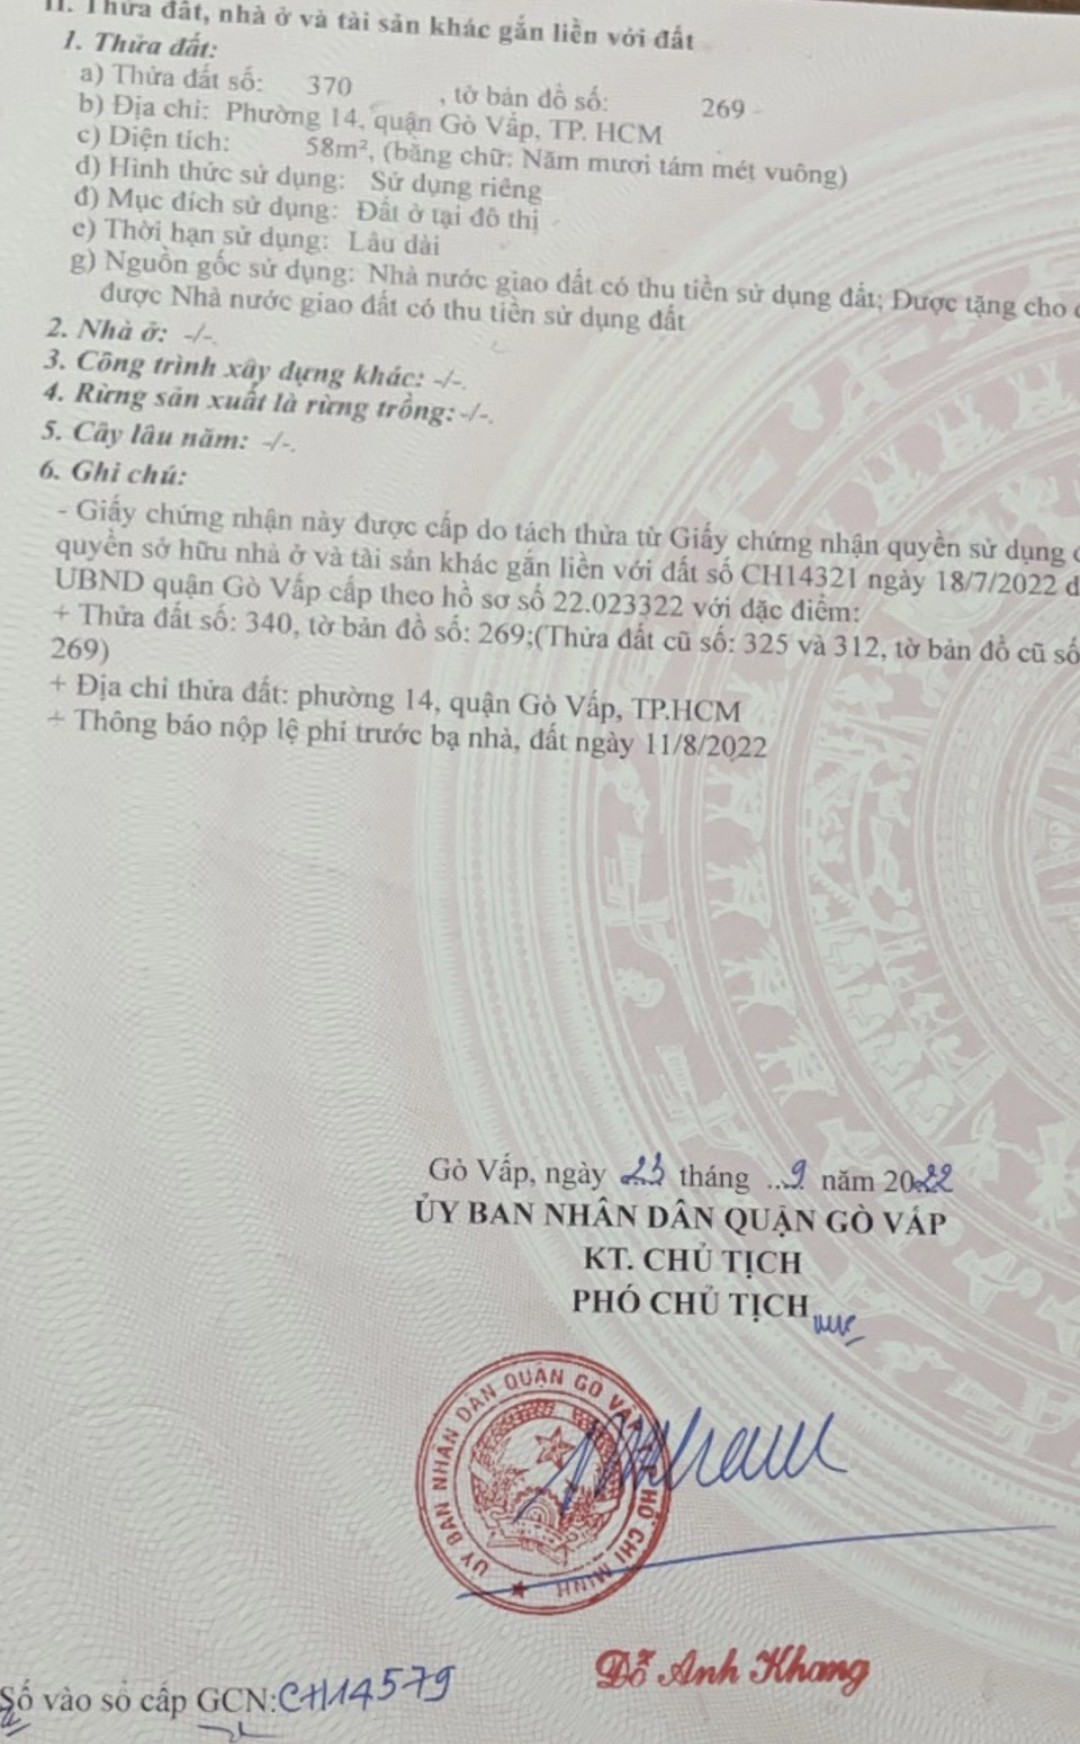 II. Thửa đất, nhà ở và tài sản khác gắn liền với đất
1. Thửa đất:
a) Thửa đất số: 370 , tờ bản đồ số: 269
b) Địa chỉ: Phường 14, quận Gò Vấp, TP. HCM
c) Diện tích: 58m², (bằng chữ: Năm mươi tám mét vuông)
d) Hình thức sử dụng: Sử dụng riêng
đ) Mục đích sử dụng: Đất ở tại đô thị
e) Thời hạn sử dụng: Lâu dài
g) Nguồn gốc sử dụng: Nhà nước giao đất có thu tiền sử dụng đất; Được tặng cho
được Nhà nước giao đất có thu tiền sử dụng đất
2. Nhà ở: -/-.
3. Công trình xây dựng khác: -/-.
4. Rừng sản xuất là rừng trồng: -/-.
5. Cây lâu năm: -/-.
6. Ghi chú:
- Giấy chứng nhận này được cấp do tách thửa từ Giấy chứng nhận quyền sử dụng
quyền sở hữu nhà ở và tài sản khác gắn liền với đất số CH14321 ngày 18/7/2022 d
UBND quận Gò Vấp cấp theo hồ sơ số 22.023322 với đặc điểm:
+ Thửa đất số: 340, tờ bản đồ số: 269;(Thửa đất cũ số: 325 và 312, tờ bản đồ cũ số
269)
+ Địa chỉ thửa đất: phường 14, quận Gò Vấp, TP.HCM
+ Thông báo nộp lệ phí trước bạ nhà, đất ngày 11/8/2022
Gò Vấp, ngày 23 tháng ...9 năm 2022
ỦY BAN NHÂN DÂN QUẬN GÒ VẤP
KT. CHỦ TỊCH
PHÓ CHỦ TỊCH
ỦY BAN NHÂN DÂN QUẬN GÒ VẤP HỒ CHÍ MINH
Đỗ Anh Khang
Số vào sổ cấp GCN:CH14579